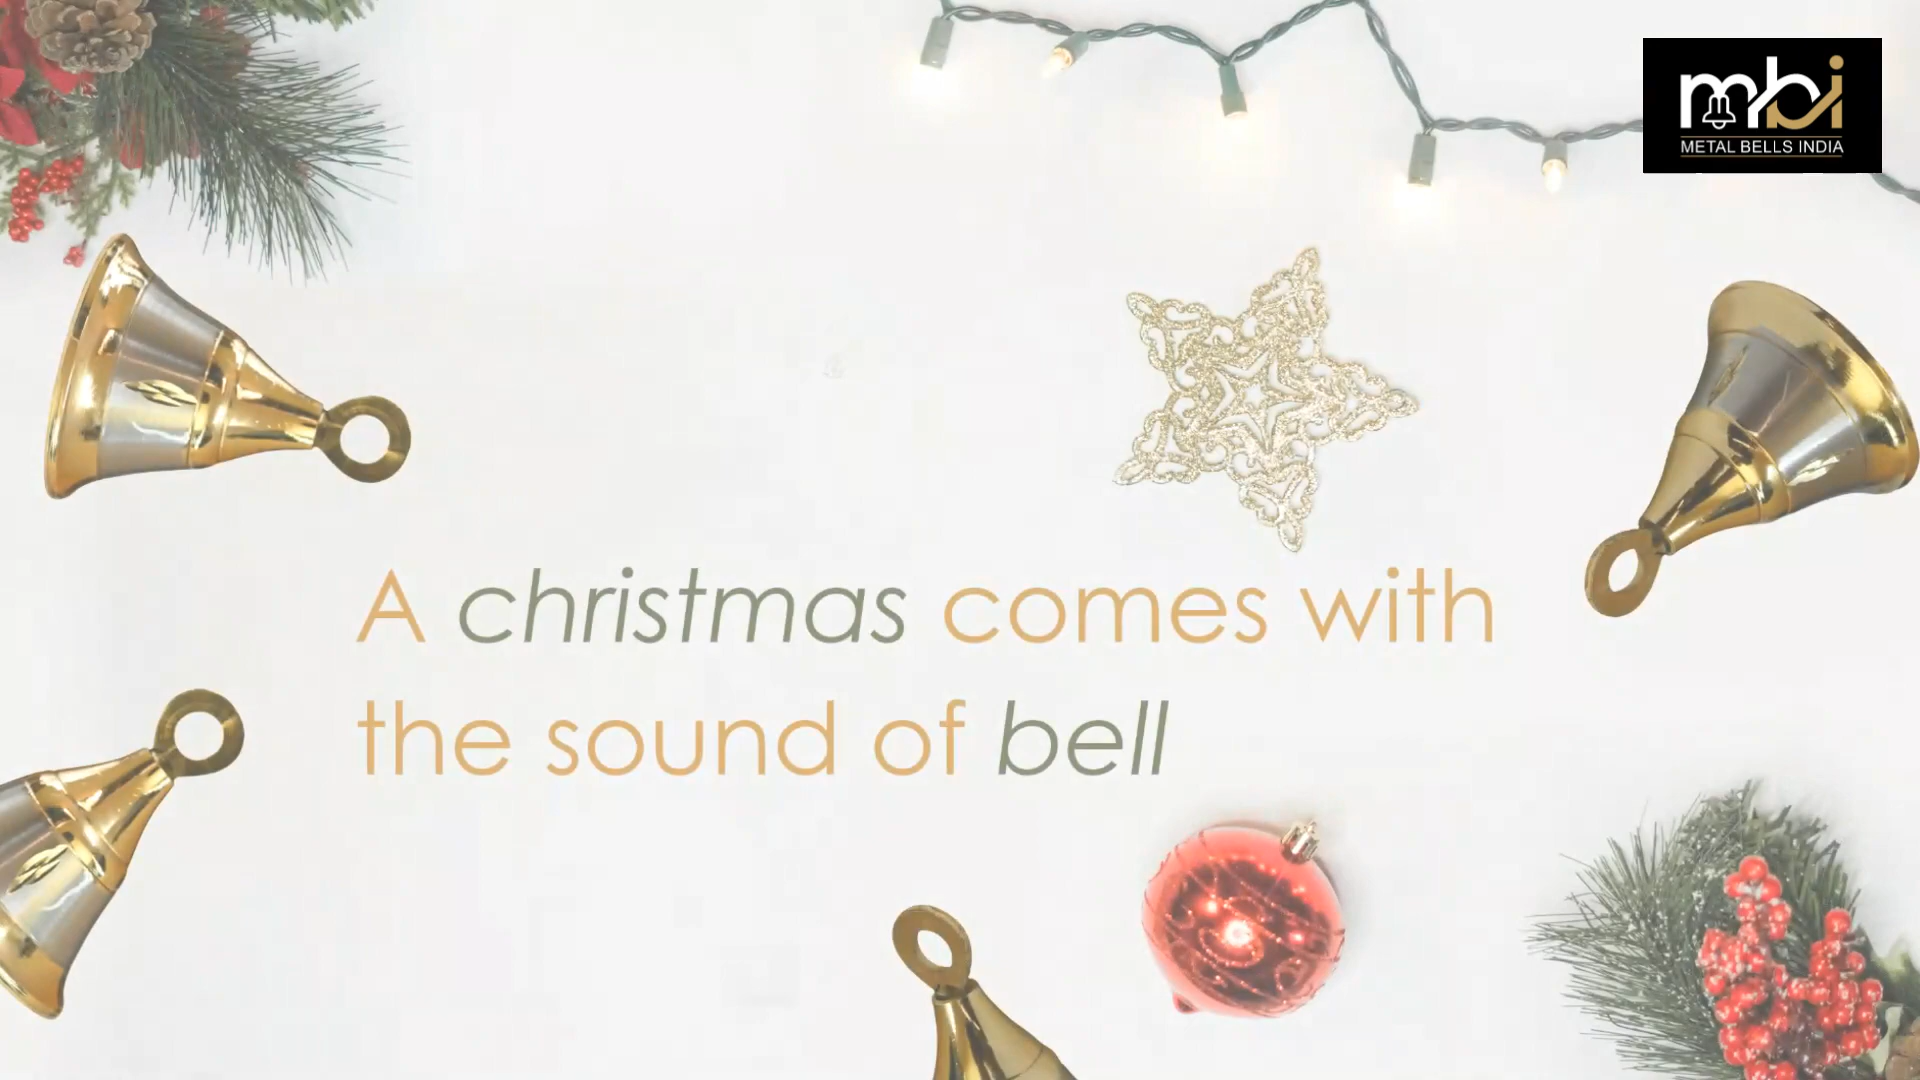 mbi
METAL BELLS INDIA
A christmas comes with
the sound of bell